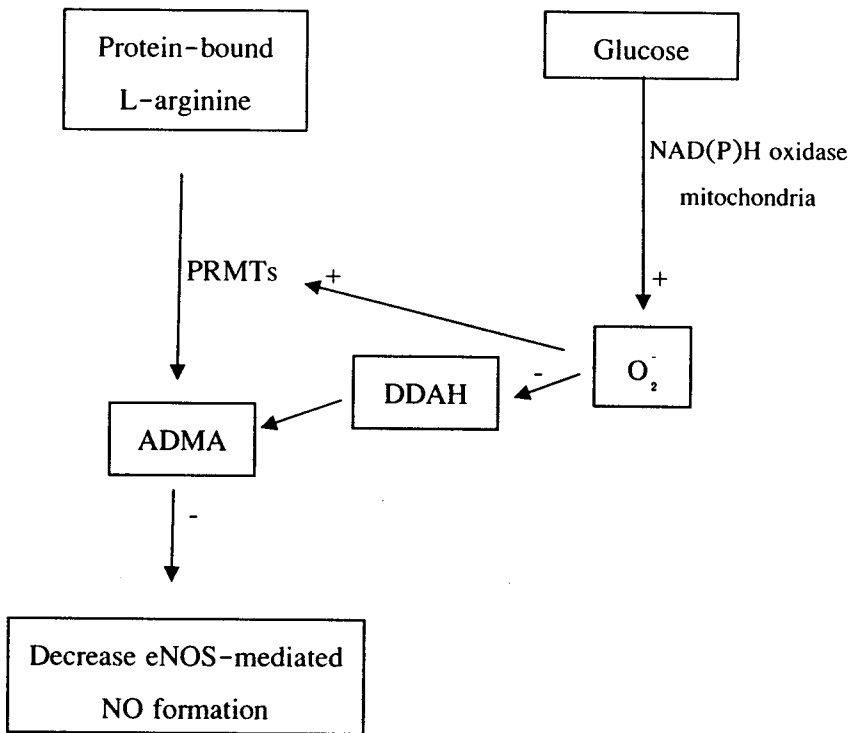 Protein-bound
L-arginine
Glucose
NAD(P)H oxidase
mitochondria
PRMTs
+
+
-
O₂⁻
DDAH
ADMA
-
Decrease eNOS-mediated
NO formation